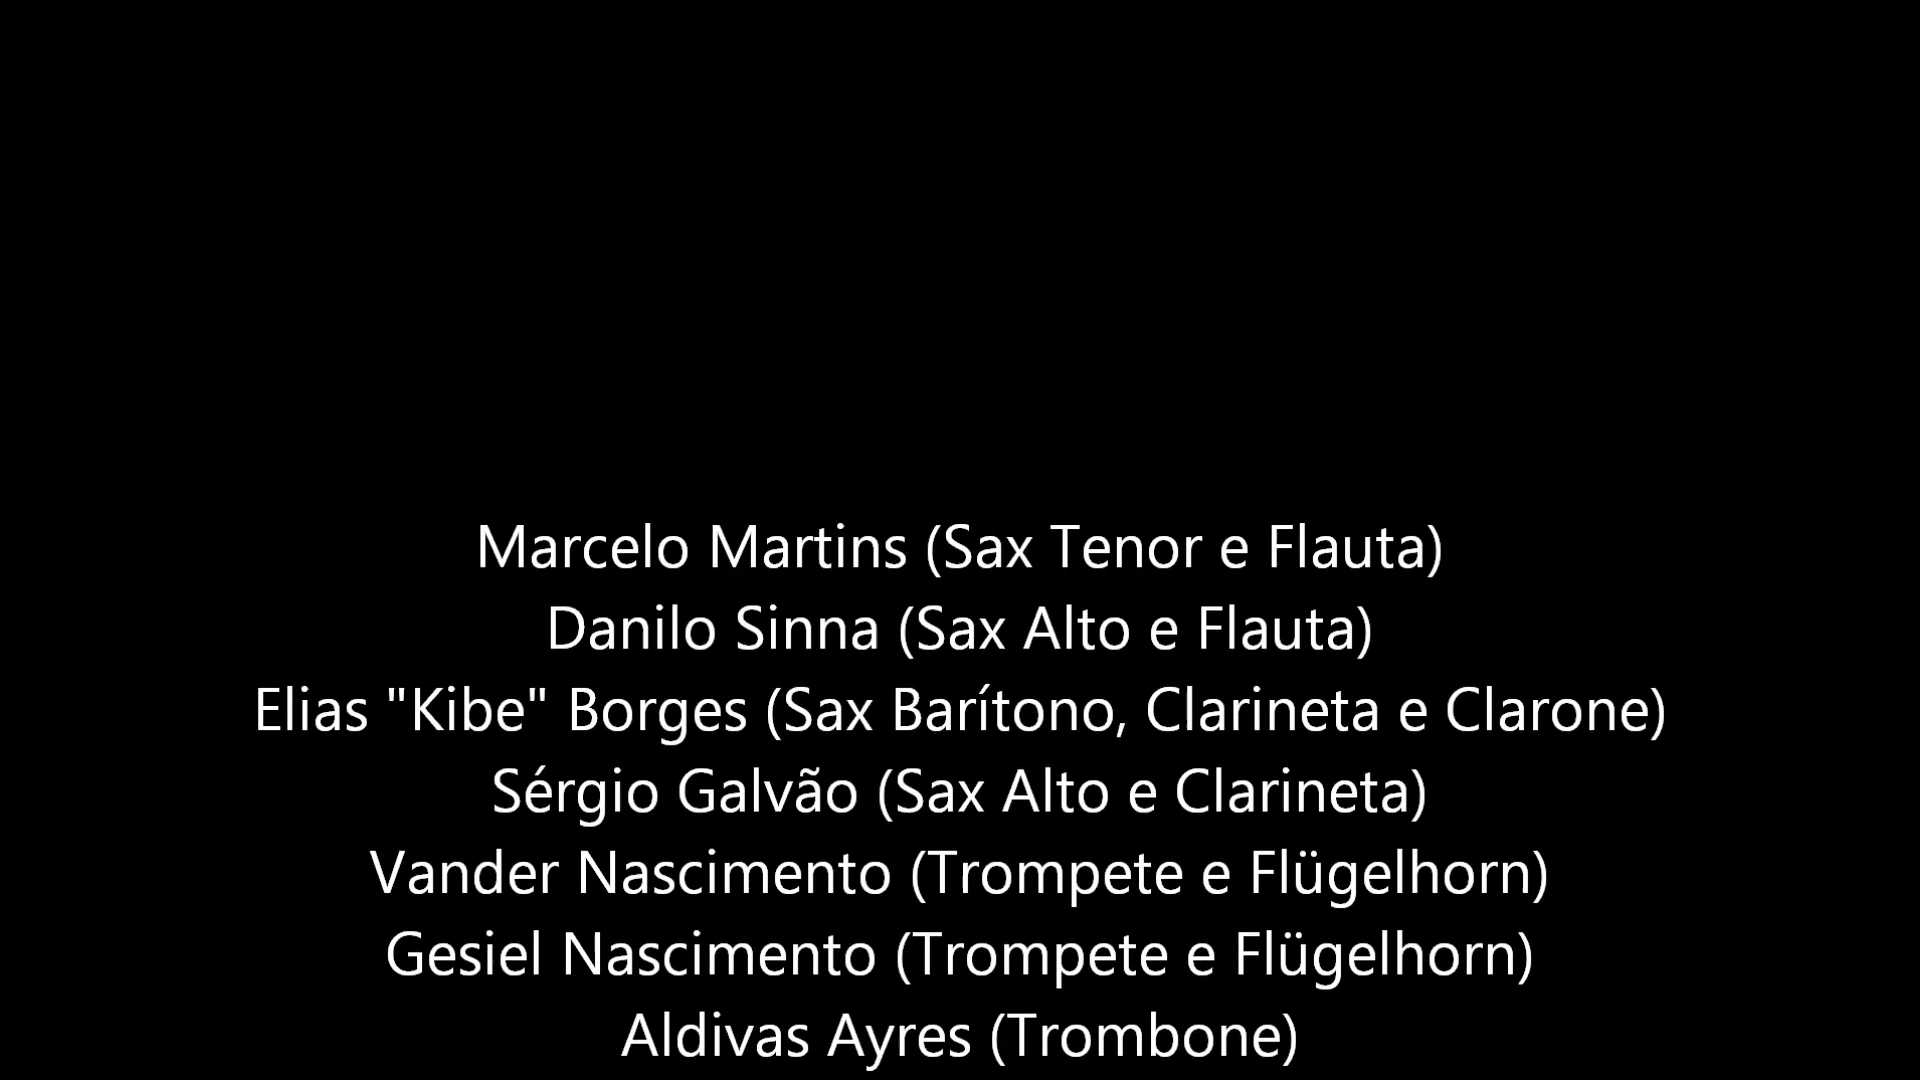 Marcelo Martins (Sax Tenor e Flauta)
Danilo Sinna (Sax Alto e Flauta)
Elias "Kibe" Borges (Sax Barítono, Clarineta e Clarone)
Sérgio Galvão (Sax Alto e Clarineta)
Vander Nascimento (Trompete e Flügelhorn)
Gesiel Nascimento (Trompete e Flügelhorn)
Aldivas Ayres (Trombone)